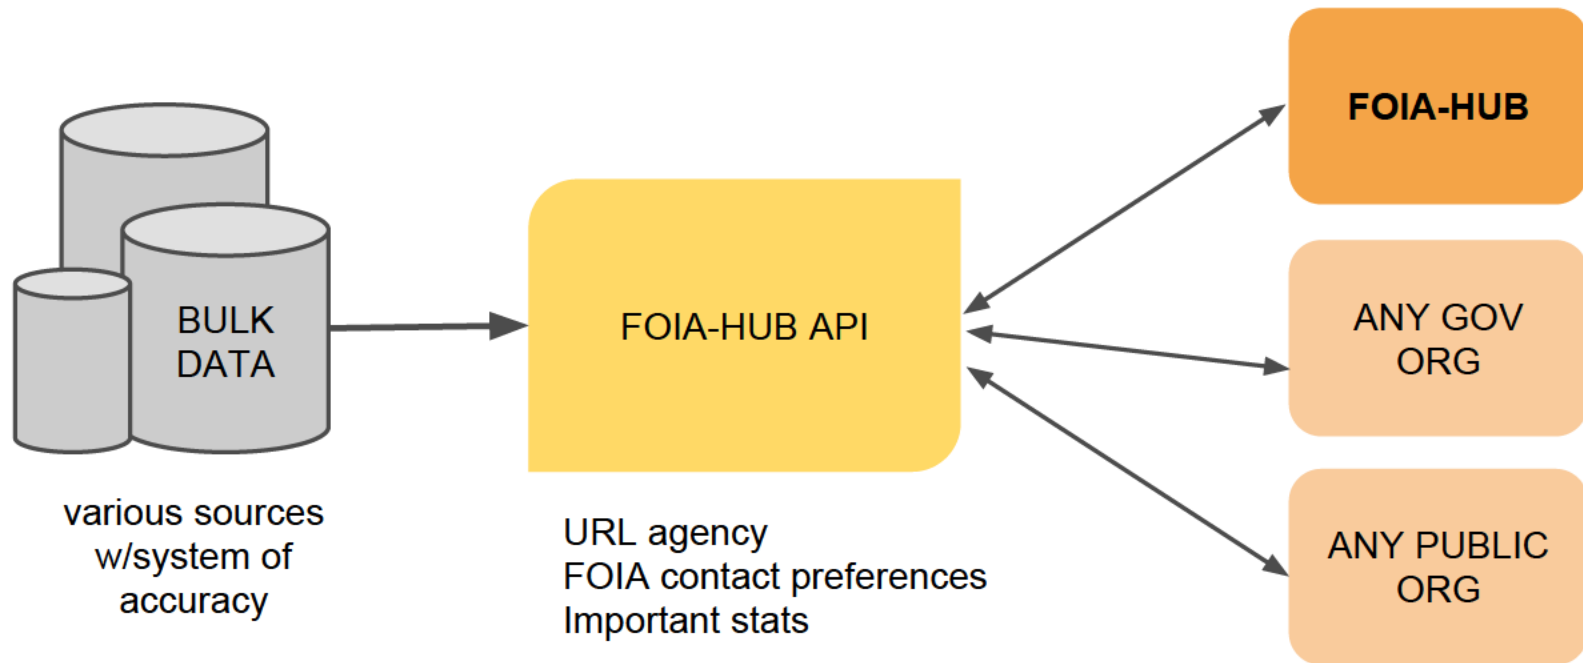 BULK
DATA
various sources
w/system of
accuracy
FOIA-HUB API
URL agency
FOIA contact preferences
Important stats
FOIA-HUB
ANY GOV
ORG
ANY PUBLIC
ORG